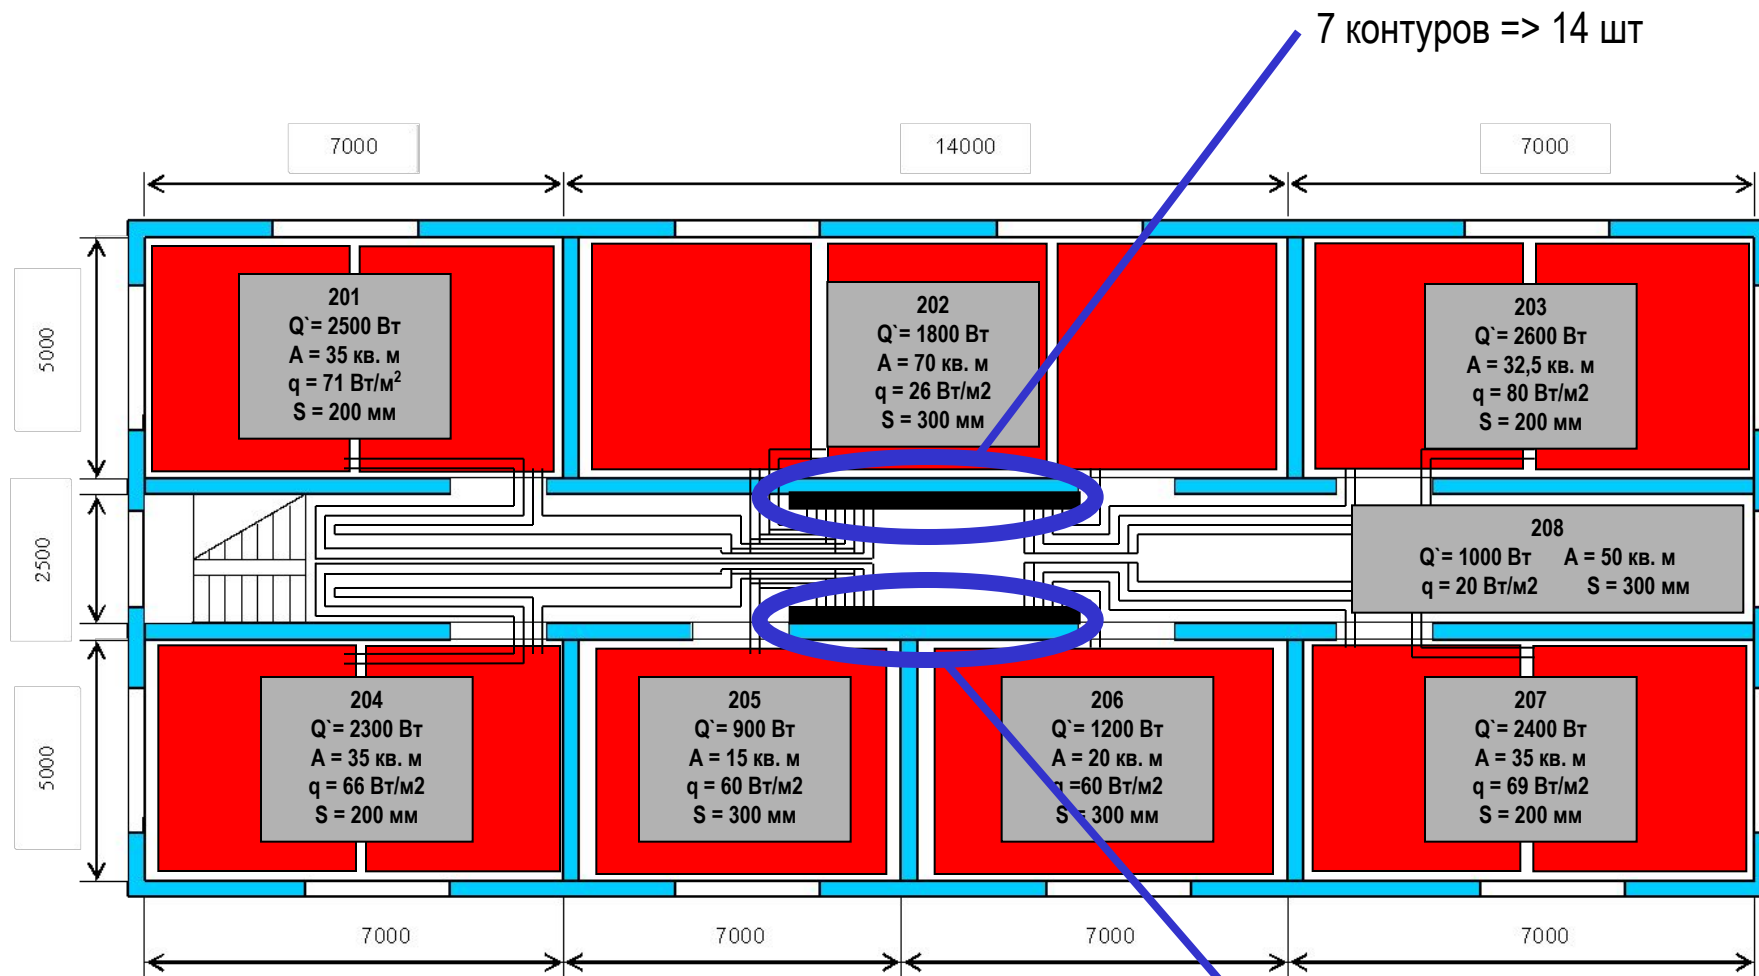 7 контуров => 14 шт
7000
14000
7000
5000
2500
5000
201
Q`= 2500 Вт
A = 35 кв. м
q = 71 Вт/м²
S = 200 мм
202
Q`= 1800 Вт
A = 70 кв. м
q = 26 Вт/м2
S = 300 мм
203
Q`= 2600 Вт
A = 32,5 кв. м
q = 80 Вт/м2
S = 200 мм
208
Q`= 1000 Вт A = 50 кв. м
q = 20 Вт/м2 S = 300 мм
204
Q`= 2300 Вт
A = 35 кв. м
q = 66 Вт/м2
S = 200 мм
205
Q`= 900 Вт
A = 15 кв. м
q = 60 Вт/м2
S = 300 мм
206
Q`= 1200 Вт
A = 20 кв. м
q =60 Вт/м2
S = 300 мм
207
Q`= 2400 Вт
A = 35 кв. м
q = 69 Вт/м2
S = 200 мм
7000
7000
7000
7000